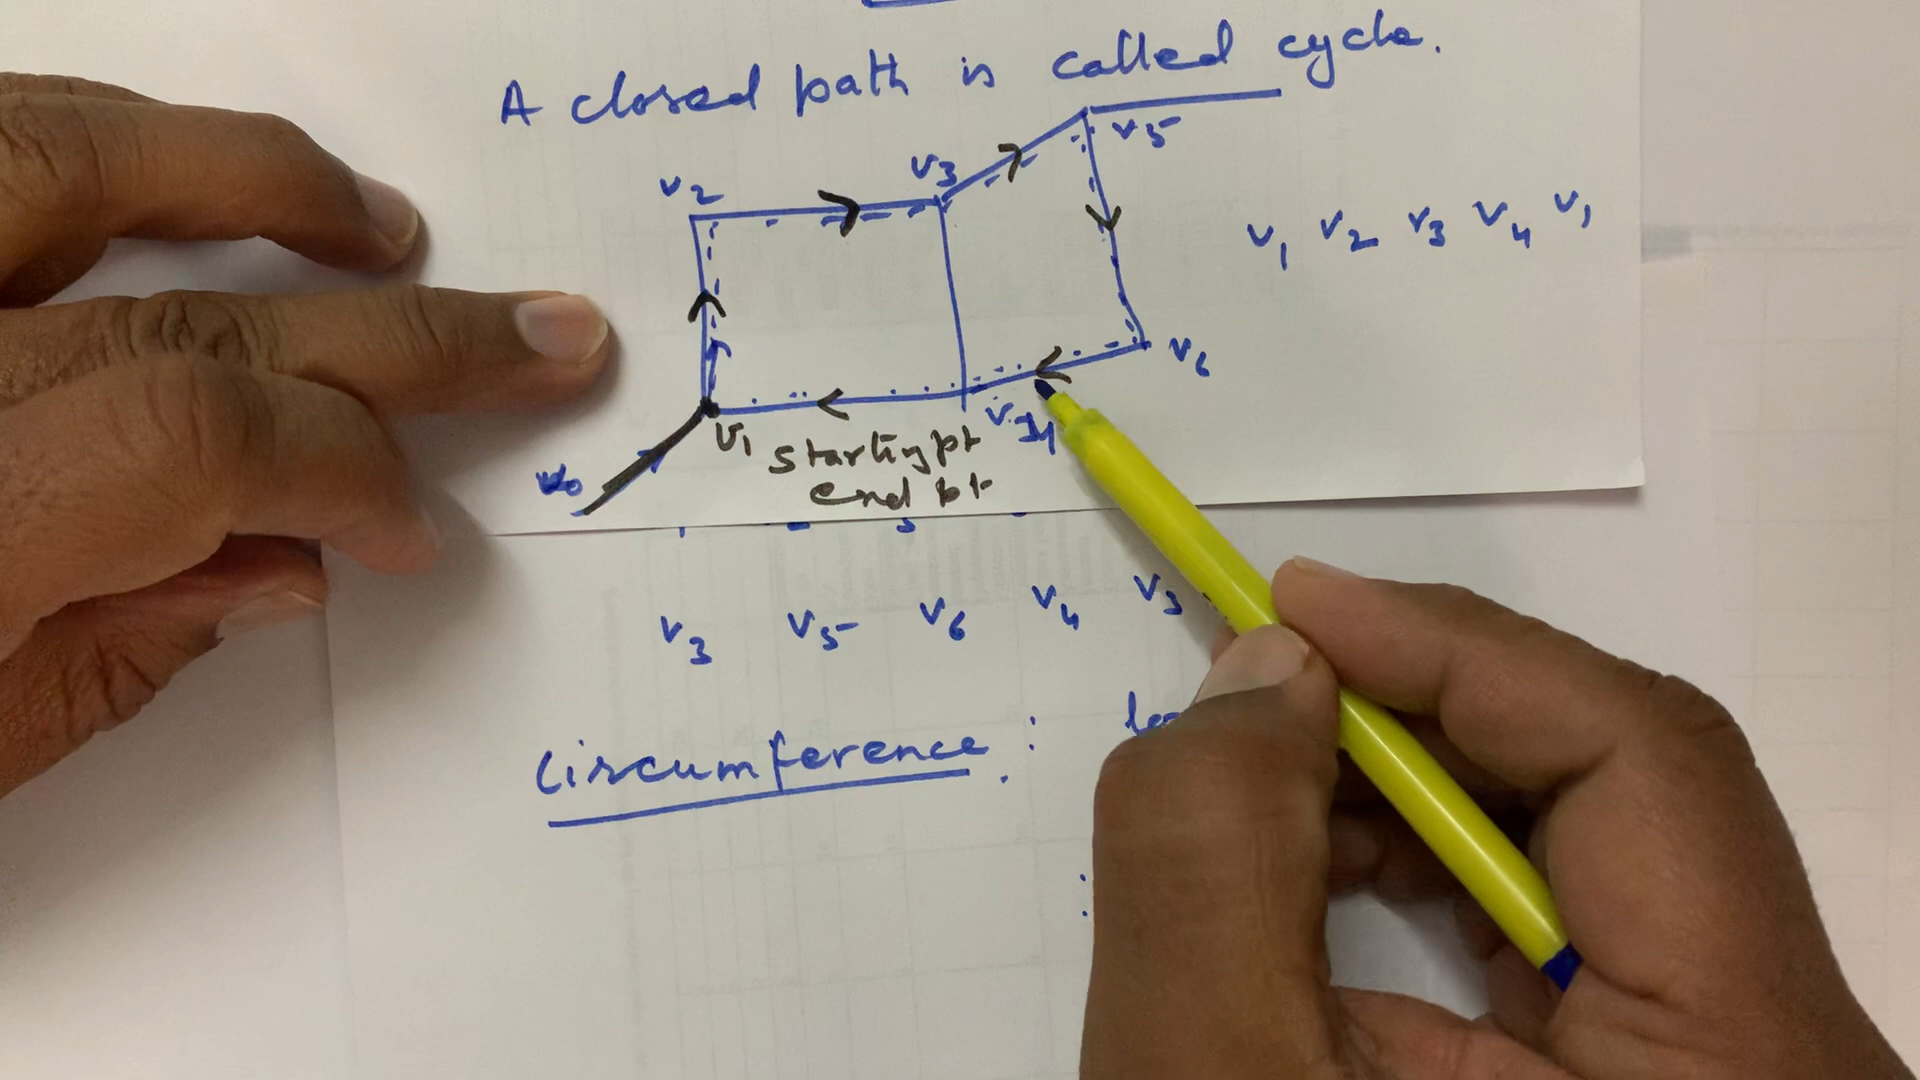 A closed path is called cycle.
v5
v3
v2
v1 v2 v3 v4 v1
v6
v4
v1 starting pt
v0
end pt
v3 v5 v6 v4 v3
Circumference :
: